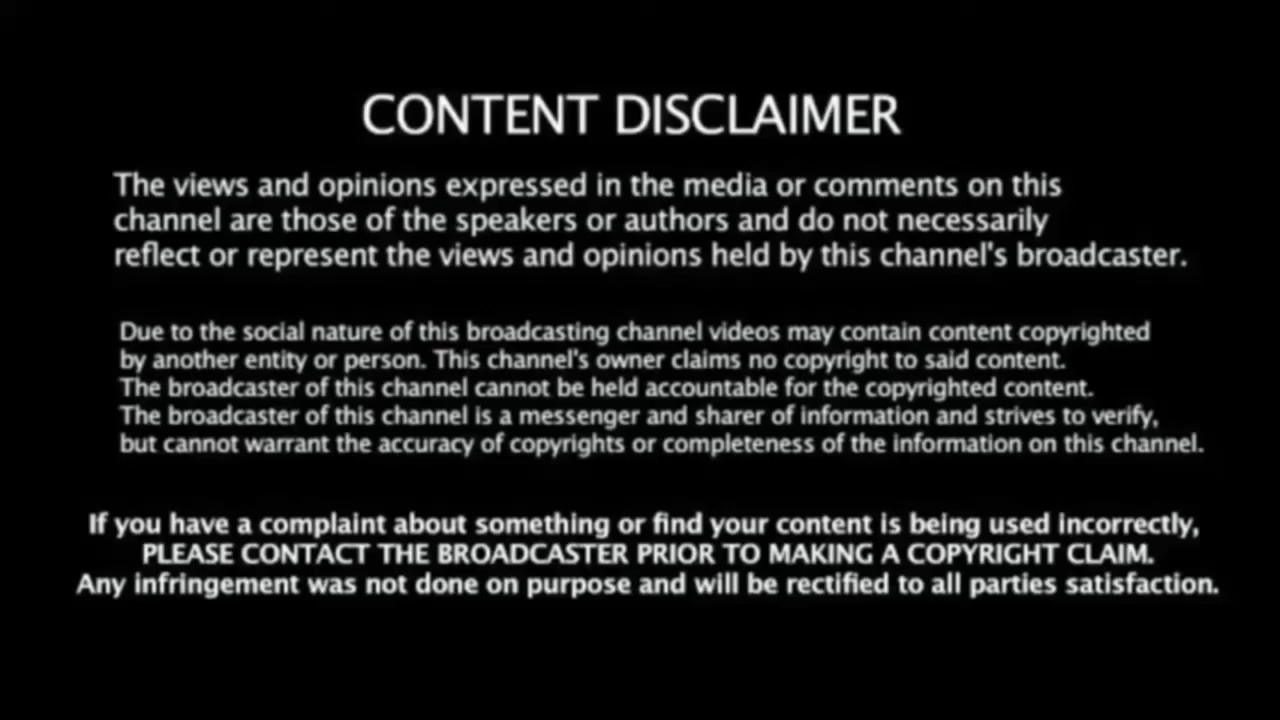 CONTENT DISCLAIMER
The views and opinions expressed in the media or comments on this
channel are those of the speakers or authors and do not necessarily
reflect or represent the views and opinions held by this channel's broadcaster.
Due to the social nature of this broadcasting channel videos may contain content copyrighted
by another entity or person. This channel's owner claims no copyright to said content.
The broadcaster of this channel cannot be held accountable for the copyrighted content.
The broadcaster of this channel is a messenger and sharer of information and strives to verify,
but cannot warrant the accuracy of copyrights or completeness of the information on this channel.
If you have a complaint about something or find your content is being used incorrectly,
PLEASE CONTACT THE BROADCASTER PRIOR TO MAKING A COPYRIGHT CLAIM.
Any infringement was not done on purpose and will be rectified to all parties satisfaction.